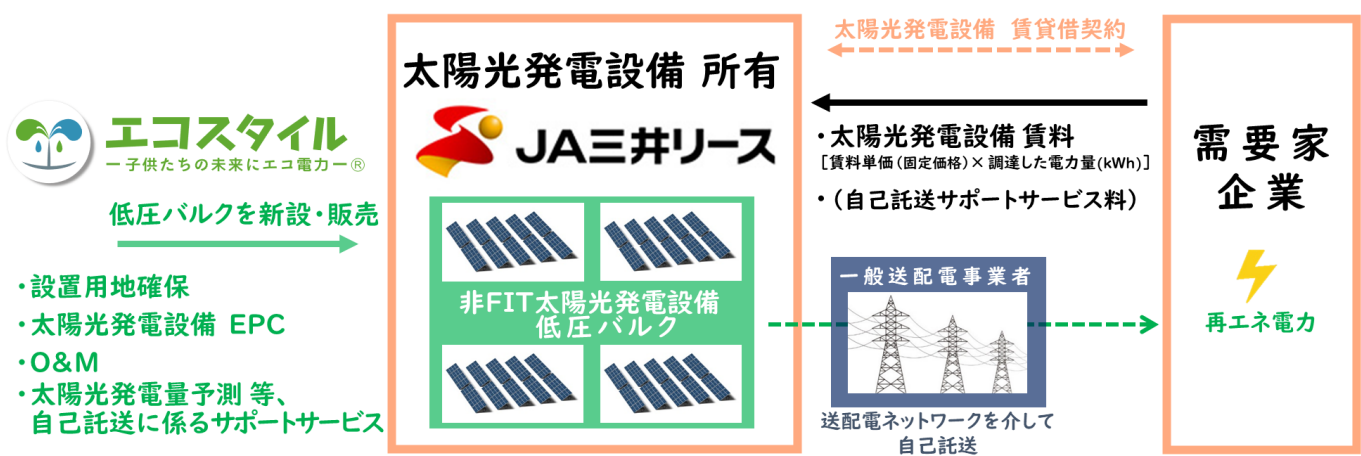 エコスタイル
ー子供たちの未来にエコ電力ー®
低圧バルクを新設・販売
・設置用地確保
・太陽光発電設備 EPC
・O&M
・太陽光発電量予測 等、
自己託送に係るサポートサービス
太陽光発電設備 所有
JA三井リース
非FIT太陽光発電設備
低圧バルク
太陽光発電設備 賃貸借契約
・太陽光発電設備 賃料
[賃料単価(固定価格)×調達した電力量(kWh)]
・(自己託送サポートサービス料)
一般送配電事業者
送配電ネットワークを介して
自己託送
需要家
企業
再エネ電力